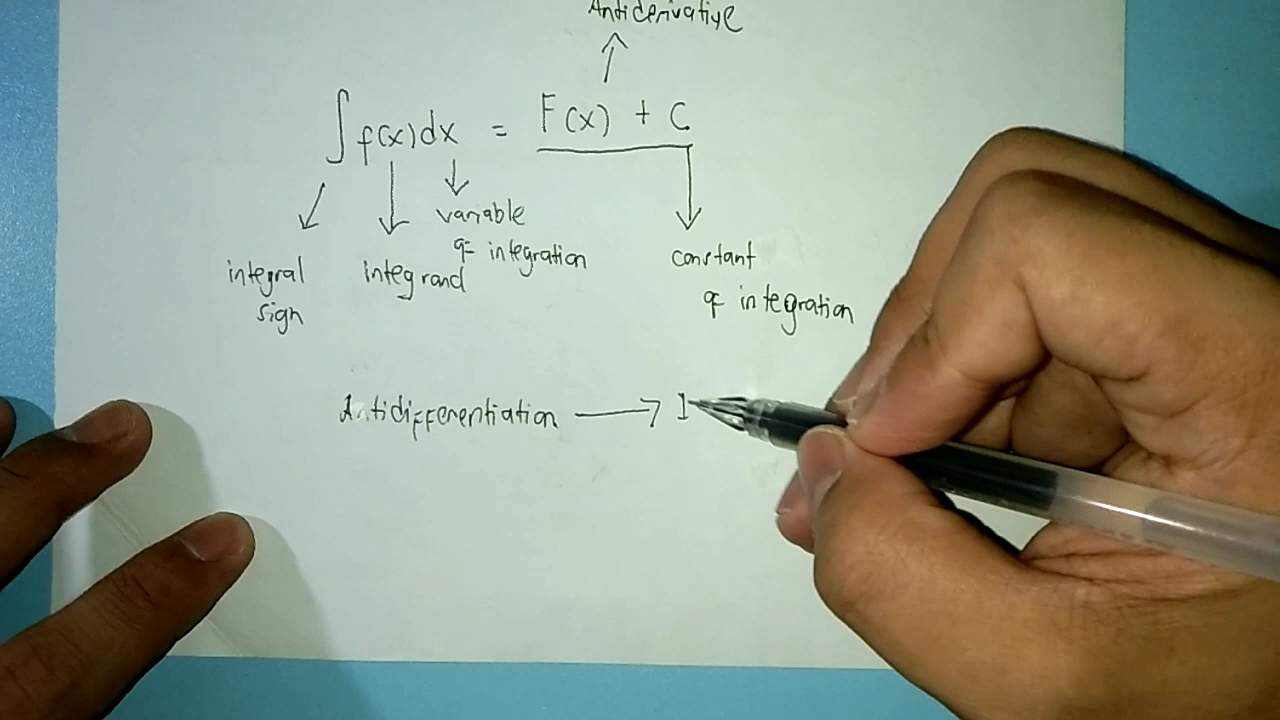 Antiderivative
∫f(x)dx = F(x) + C
variable
of integration
integral
sign
integrand
constant
of integration
Antidifferentiation → I